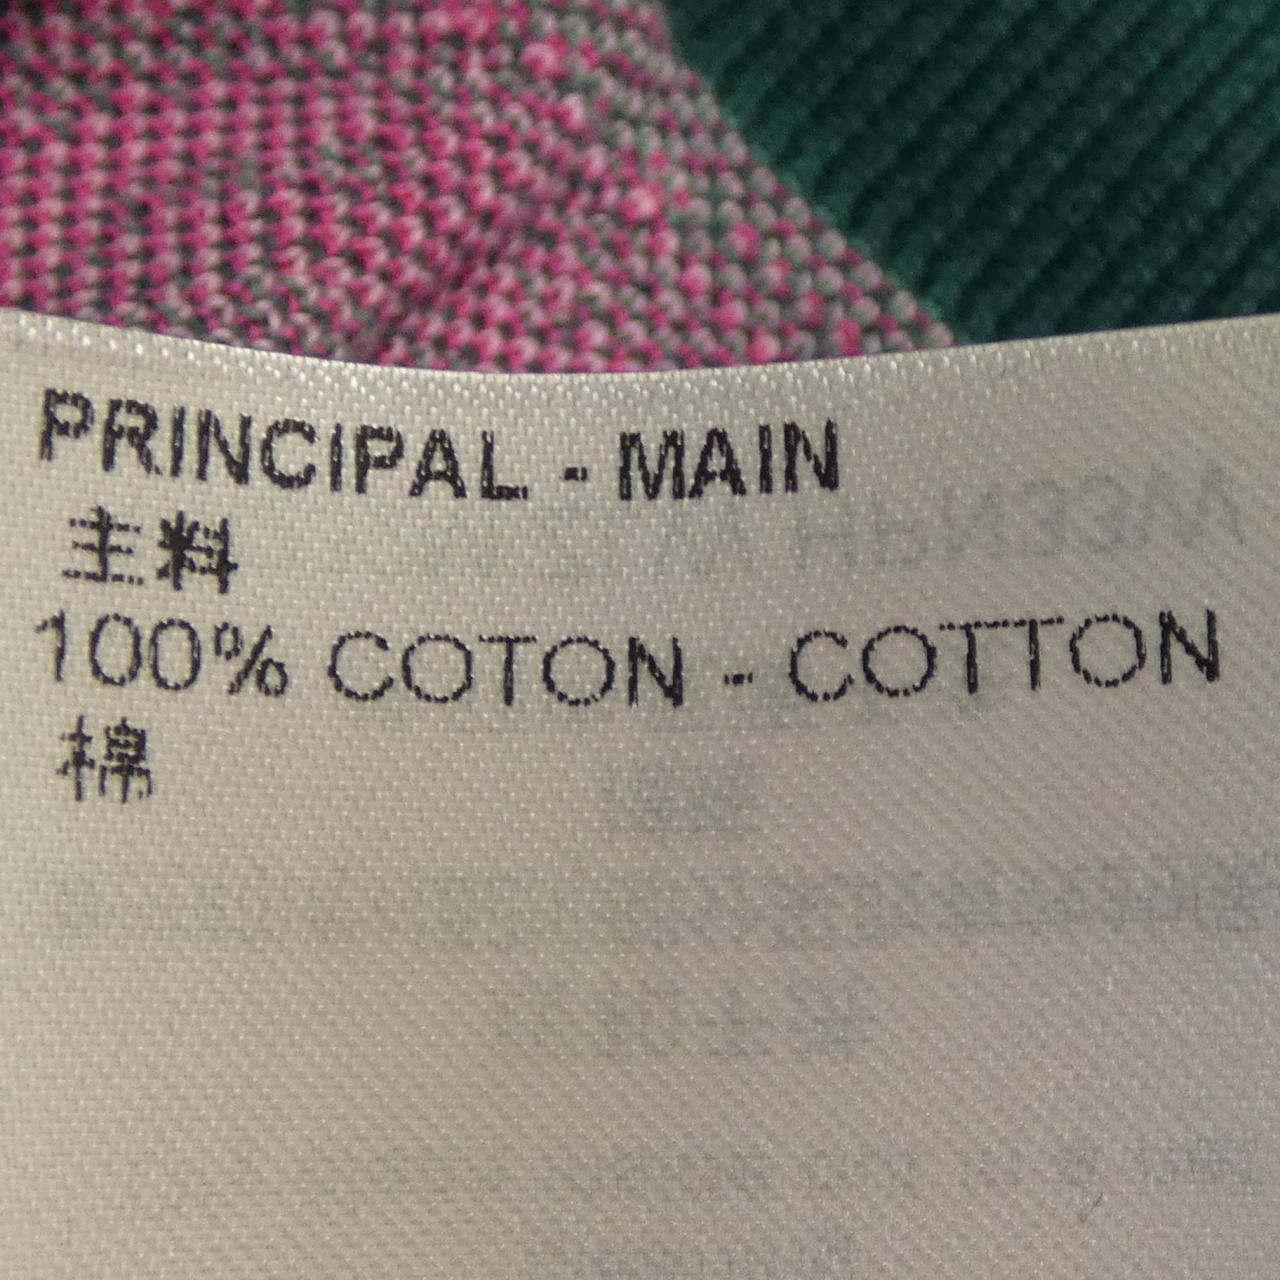 PRINCIPAL - MAIN
主料
100% COTON - COTTON
棉